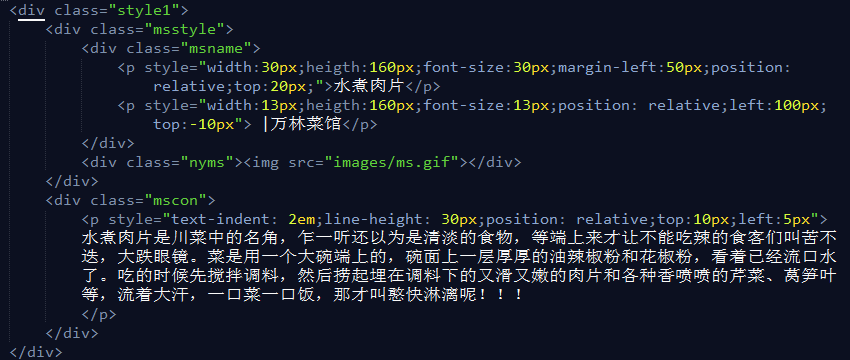 <div class="style1">
<div class="msstyle">
<div class="msname">
<p style="width:30px;heigth:160px;font-size:30px;margin-left:50px;position:
relative;top:20px;">水煮肉片</p>
<p style="width:13px;heigth:160px;font-size:13px;position: relative;left:100px;
top:-10px"> |万林菜馆</p>
</div>
<div class="nyms"><img src="images/ms.gif"></div>
</div>
<div class="mscon">
<p style="text-indent: 2em;line-height: 30px;position: relative;top:10px;left:5px">
水煮肉片是川菜中的名角，乍一听还以为是清淡的食物，等端上来才让不能吃辣的食客们叫苦不
迭，大跌眼镜。菜是用一个大碗端上的，碗面上一层厚厚的油辣椒粉和花椒粉，看着已经流口水
了。吃的时候先搅拌调料，然后捞起埋在调料下的又滑又嫩的肉片和各种香喷喷的芹菜、莴笋叶
等，流着大汗，一口菜一口饭，那才叫憨快淋漓呢！！！
</p>
</div>
</div>